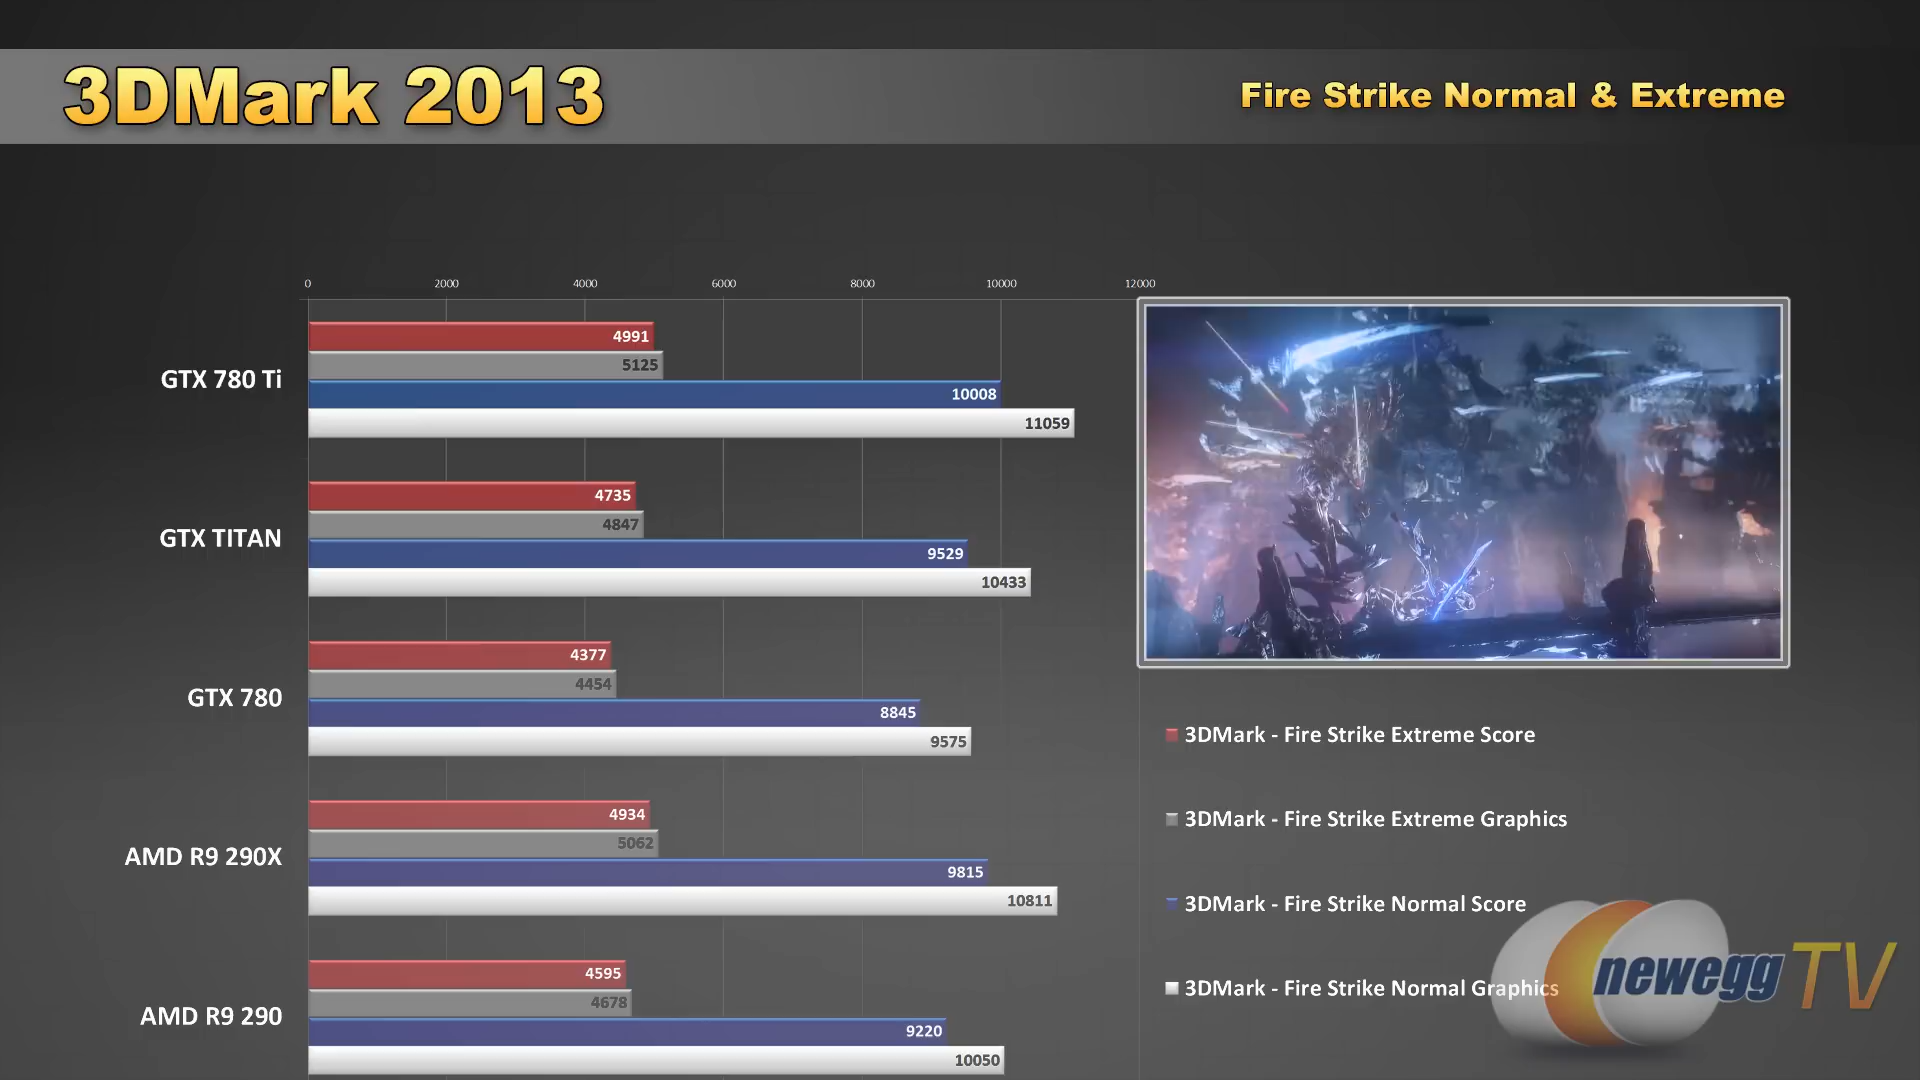 3DMark 2013
Fire Strike Normal & Extreme
0 2000 4000 6000 8000 10000 12000
GTX 780 Ti
4991
5125
10008
11059
GTX TITAN
4735
4847
9529
10433
GTX 780
4377
4454
8845
9575
AMD R9 290X
4934
5062
9815
10811
AMD R9 290
4595
4678
9220
10050
3DMark - Fire Strike Extreme Score
3DMark - Fire Strike Extreme Graphics
3DMark - Fire Strike Normal Score
3DMark - Fire Strike Normal Graphics
newegg TV